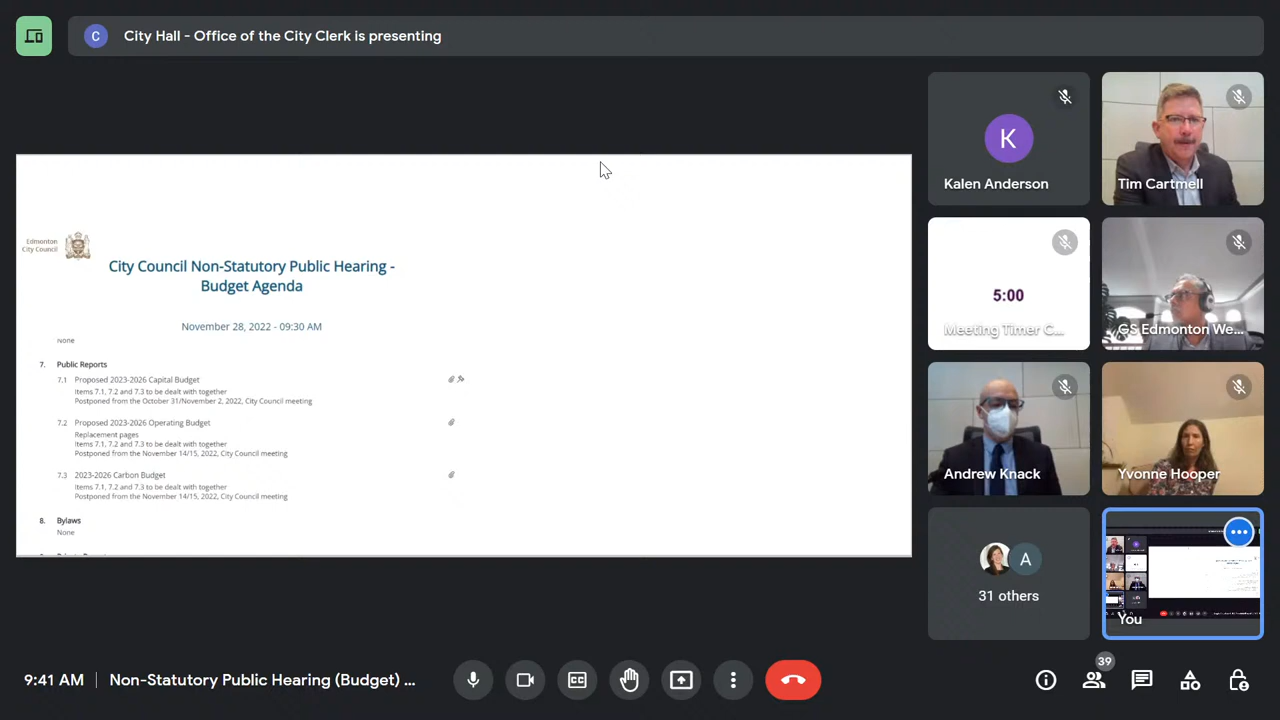 C
City Hall - Office of the City Clerk is presenting
Edmonton
City Council
City Council Non-Statutory Public Hearing -
Budget Agenda
November 28, 2022 - 09:30 AM
None
7. Public Reports
7.1 Proposed 2023-2026 Capital Budget
Items 7.1, 7.2 and 7.3 to be dealt with together
Postponed from the October 31/November 2, 2022, City Council meeting
7.2 Proposed 2023-2026 Operating Budget
Replacement pages
Items 7.1, 7.2 and 7.3 to be dealt with together
Postponed from the November 14/15, 2022, City Council meeting
7.3 2023-2026 Carbon Budget
Items 7.1, 7.2 and 7.3 to be dealt with together
Postponed from the November 14/15, 2022, City Council meeting
8. Bylaws
None
K
Kalen Anderson
Tim Cartmell
5:00
Meeting Timer C...
GS Edmonton We...
Andrew Knack
Yvonne Hooper
A
31 others
You
9:41 AM
Non-Statutory Public Hearing (Budget) ...
39